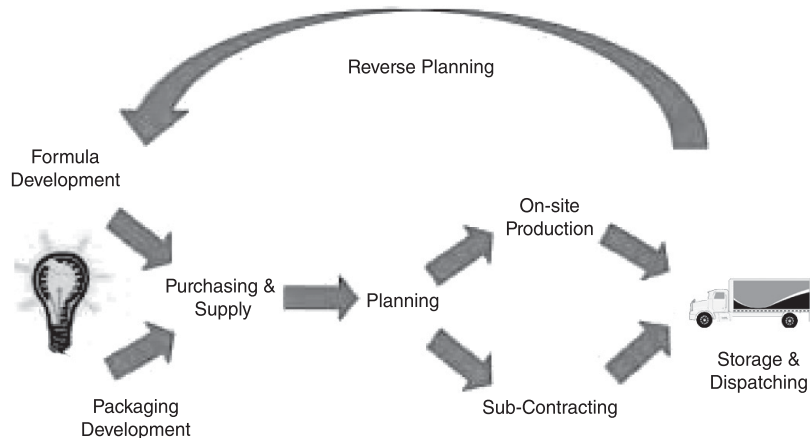 Reverse Planning
Formula
Development
On-site
Production
Purchasing &
Supply
Planning
Storage &
Dispatching
Packaging
Development
Sub-Contracting